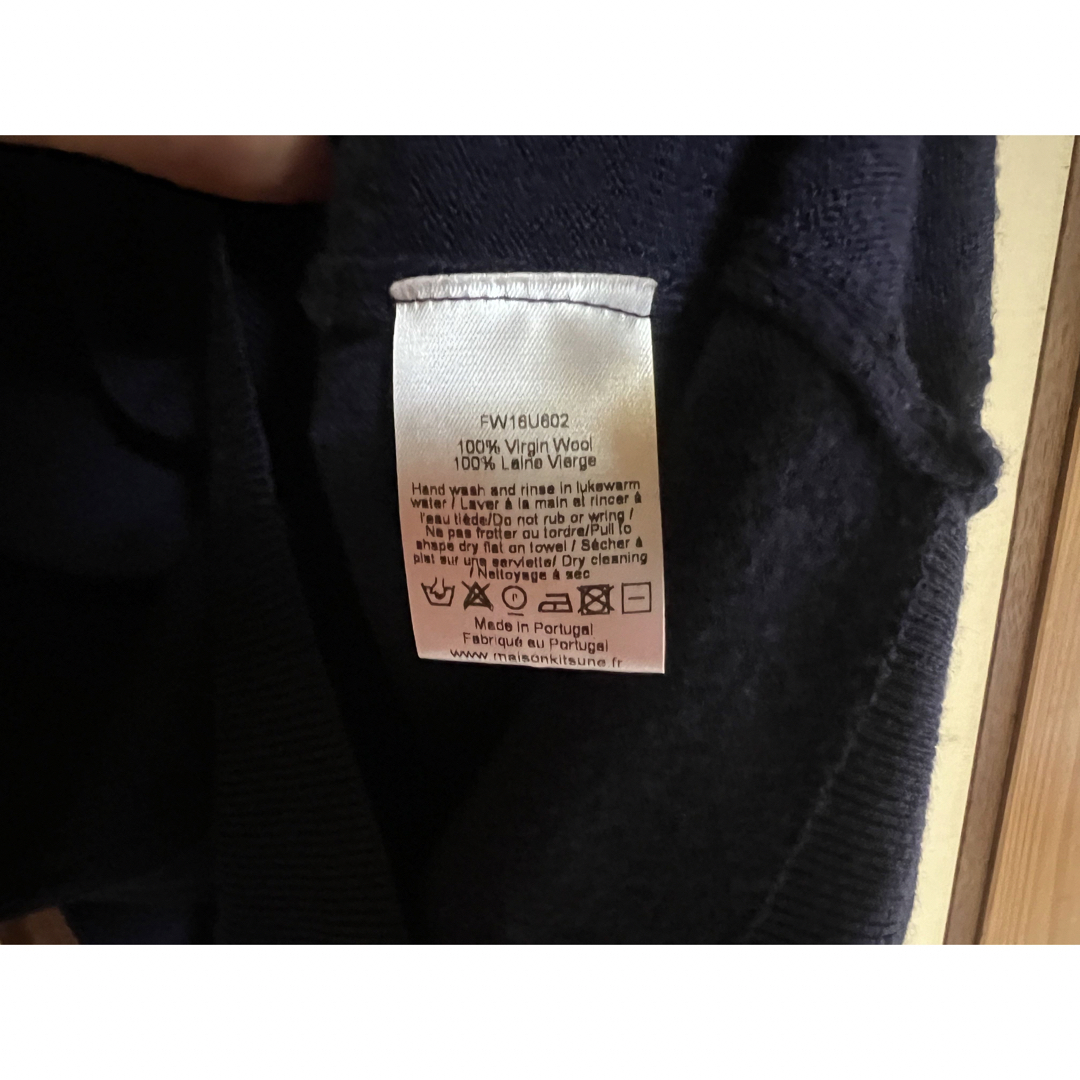 FW16U602
100% Virgin Wool
100% Laine Vierge
Hand wash and rinse in lukewarm
water / Laver à la main et rincer à
l'eau tiède/Do not rub or wring /
Ne pas frotter ou tordre/Pull to
shape dry flat on towel / Sécher à
plat sur une serviette/ Dry cleaning
/ Nettoyage à sec
Made in Portugal
Fabriqué au Portugal
www.maisonkitsune.fr